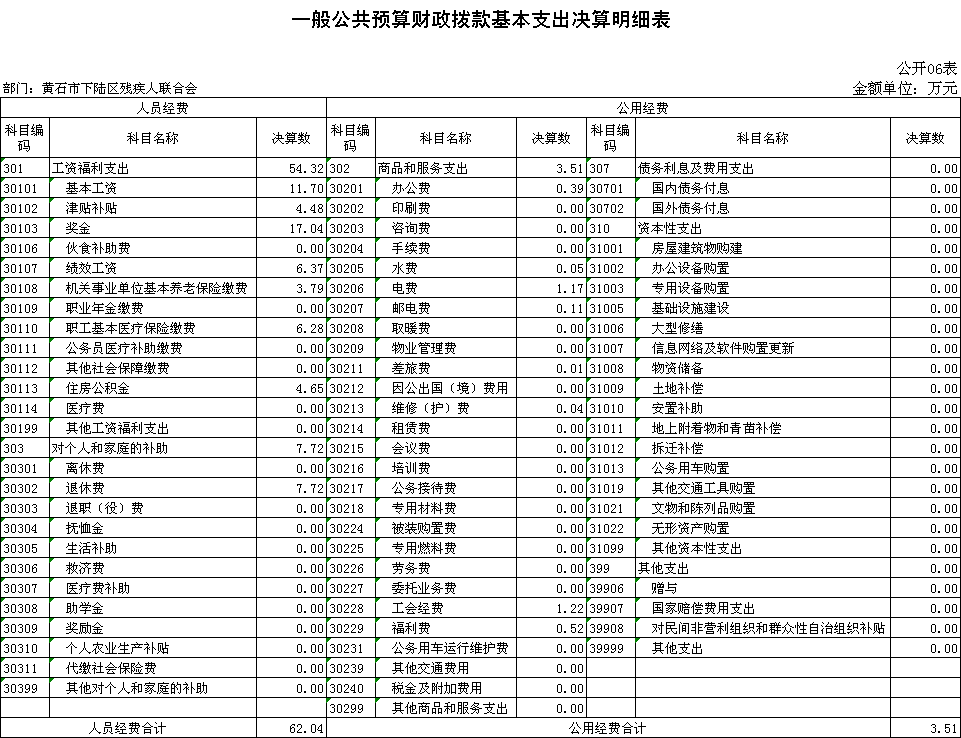 一般公共预算财政拨款基本支出决算明细表
公开06表
部门：黄石市下陆区残疾人联合会 金额单位：万元
人员经费 公用经费
科目编码 科目名称 决算数 科目编码 科目名称 决算数 科目编码 科目名称 决算数
301 工资福利支出 54.32 302 商品和服务支出 3.51 307 债务利息及费用支出 0.00
30101 基本工资 11.70 30201 办公费 0.39 30701 国内债务付息 0.00
30102 津贴补贴 4.48 30202 印刷费 0.00 30702 国外债务付息 0.00
30103 奖金 17.04 30203 咨询费 0.00 310 资本性支出 0.00
30106 伙食补助费 0.00 30204 手续费 0.00 31001 房屋建筑物购建 0.00
30107 绩效工资 6.37 30205 水费 0.05 31002 办公设备购置 0.00
30108 机关事业单位基本养老保险缴费 3.79 30206 电费 1.17 31003 专用设备购置 0.00
30109 职业年金缴费 0.00 30207 邮电费 0.11 31005 基础设施建设 0.00
30110 职工基本医疗保险缴费 6.28 30208 取暖费 0.00 31006 大型修缮 0.00
30111 公务员医疗补助缴费 0.00 30209 物业管理费 0.00 31007 信息网络及软件购置更新 0.00
30112 其他社会保障缴费 0.00 30211 差旅费 0.01 31008 物资储备 0.00
30113 住房公积金 4.65 30212 因公出国（境）费用 0.00 31009 土地补偿 0.00
30114 医疗费 0.00 30213 维修（护）费 0.04 31010 安置补助 0.00
30199 其他工资福利支出 0.00 30214 租赁费 0.00 31011 地上附着物和青苗补偿 0.00
303 对个人和家庭的补助 7.72 30215 会议费 0.00 31012 拆迁补偿 0.00
30301 离休费 0.00 30216 培训费 0.00 31013 公务用车购置 0.00
30302 退休费 7.72 30217 公务接待费 0.00 31019 其他交通工具购置 0.00
30303 退职（役）费 0.00 30218 专用材料费 0.00 31021 文物和陈列品购置 0.00
30304 抚恤金 0.00 30224 被装购置费 0.00 31022 无形资产购置 0.00
30305 生活补助 0.00 30225 专用燃料费 0.00 31099 其他资本性支出 0.00
30306 救济费 0.00 30226 劳务费 0.00 399 其他支出 0.00
30307 医疗费补助 0.00 30227 委托业务费 0.00 39906 赠与 0.00
30308 助学金 0.00 30228 工会经费 1.22 39907 国家赔偿费用支出 0.00
30309 奖励金 0.00 30229 福利费 0.52 39908 对民间非营利组织和群众性自治组织补贴 0.00
30310 个人农业生产补贴 0.00 30231 公务用车运行维护费 0.00 39999 其他支出 0.00
30311 代缴社会保险费 0.00 30239 其他交通费用 0.00
30399 其他对个人和家庭的补助 0.00 30240 税金及附加费用 0.00
30299 其他商品和服务支出 0.00
人员经费合计 62.04 公用经费合计 3.51